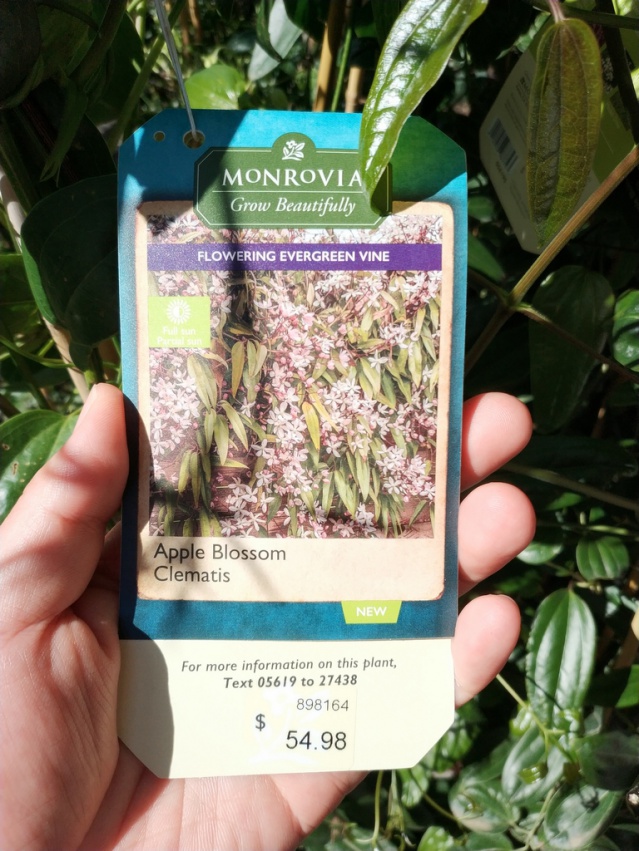 MONROVIA
Grow Beautifully
FLOWERING EVERGREEN VINE
Full sun
Partial sun
Apple Blossom
Clematis
NEW
For more information on this plant,
Text 05619 to 27438
898164
$ 54.98